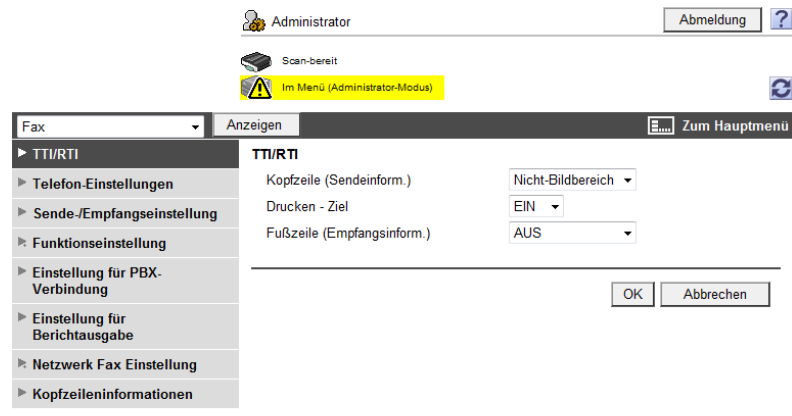 Administrator
Abmeldung
?
Scan-bereit
Im Menü (Administrator-Modus)
Fax
Anzeigen
Zum Hauptmenü
TTI/RTI
Telefon-Einstellungen
Sende-/Empfangseinstellung
Funktionseinstellung
Einstellung für PBX-
Verbindung
Einstellung für
Berichtausgabe
Netzwerk Fax Einstellung
Kopfzeileninformationen
TTI/RTI
Kopfzeile (Sendeinform.) Nicht-Bildbereich
Drucken - Ziel EIN
Fußzeile (Empfangsinform.) AUS
OK Abbrechen